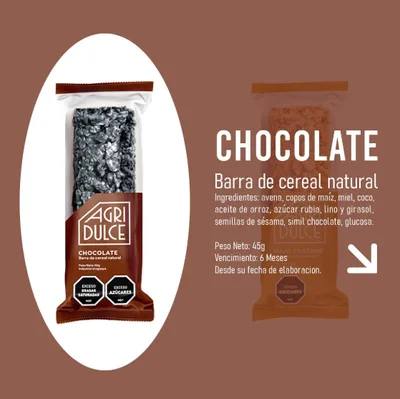 AGRI
DULCE
CHOCOLATE
Barra de cereal natural
EXCESO
GRASAS
SATURADAS
EXCESO
AZÚCARES
CHOCOLATE
Barra de cereal natural
Ingredientes: avena, copos de maíz, miel, coco,
aceite de arroz, azúcar rubia, lino y girasol,
semillas de sésamo, simil chocolate, glucosa.
Peso Neto: 45g
Vencimiento: 6 Meses
Desde su fecha de elaboracion.